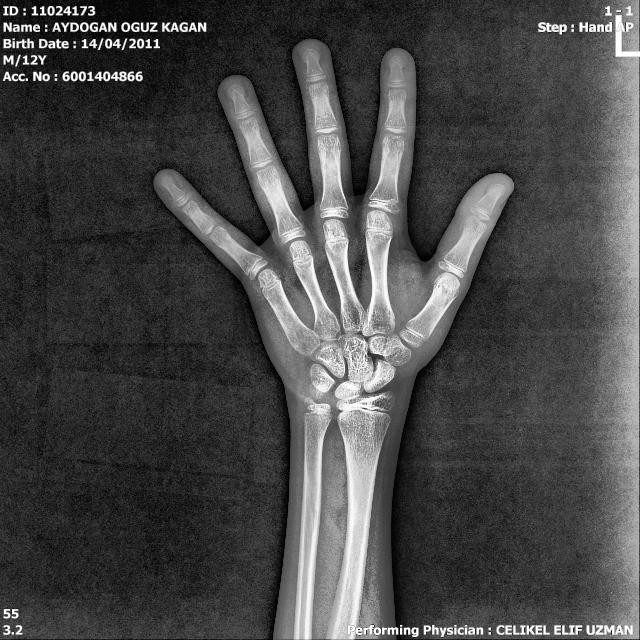 ID : 11024173
Name : AYDOGAN OGUZ KAGAN
Birth Date : 14/04/2011
M/12Y
Acc. No : 6001404866
1 - 1
Step : Hand AP
L
55
3.2
Performing Physician : CELIKEL ELIF UZMAN